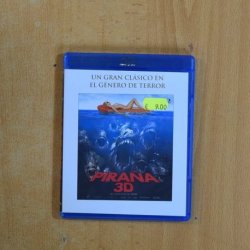 UN GRAN CLÁSICO EN
EL GÉNERO DE TERROR
€ 9.00
PIRAÑA
3D